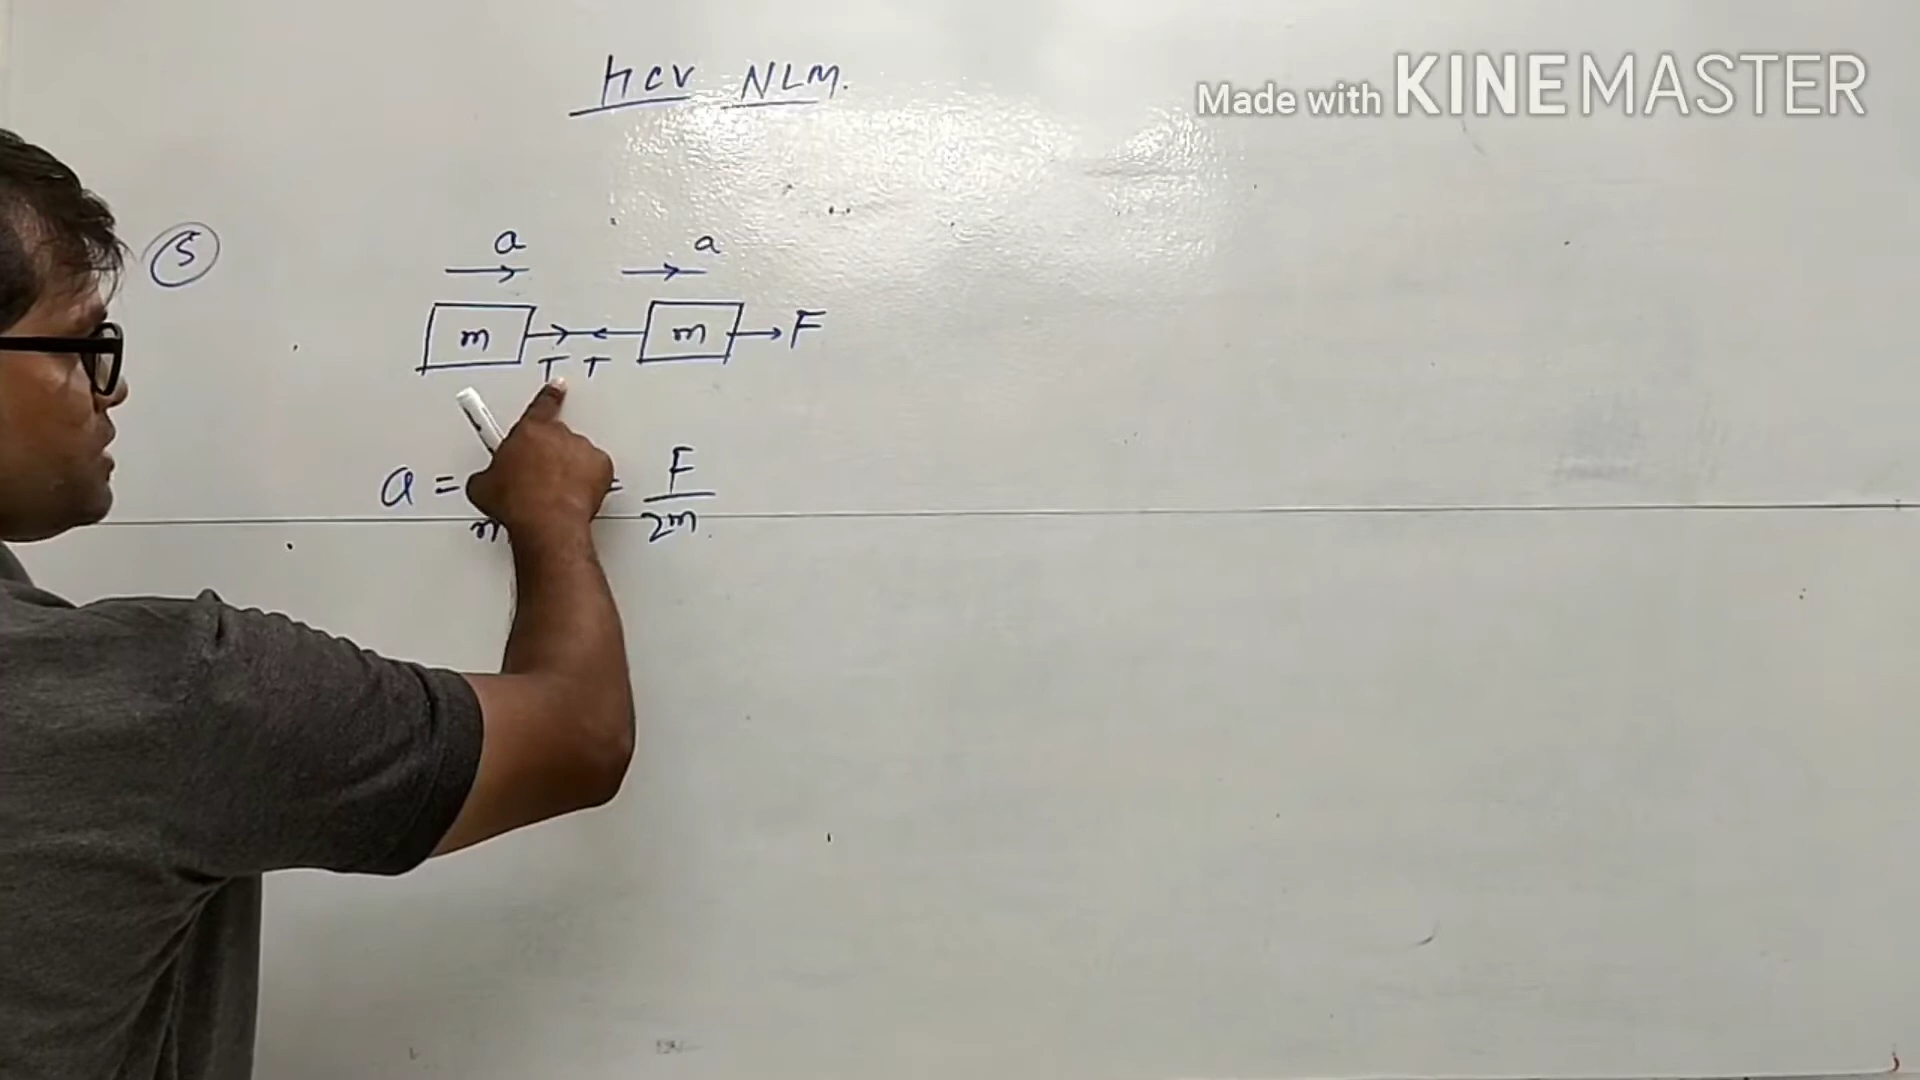 HCV NLM.
Made with KINEMASTER
5
a a
m m F
T T
a = = F
m 2m